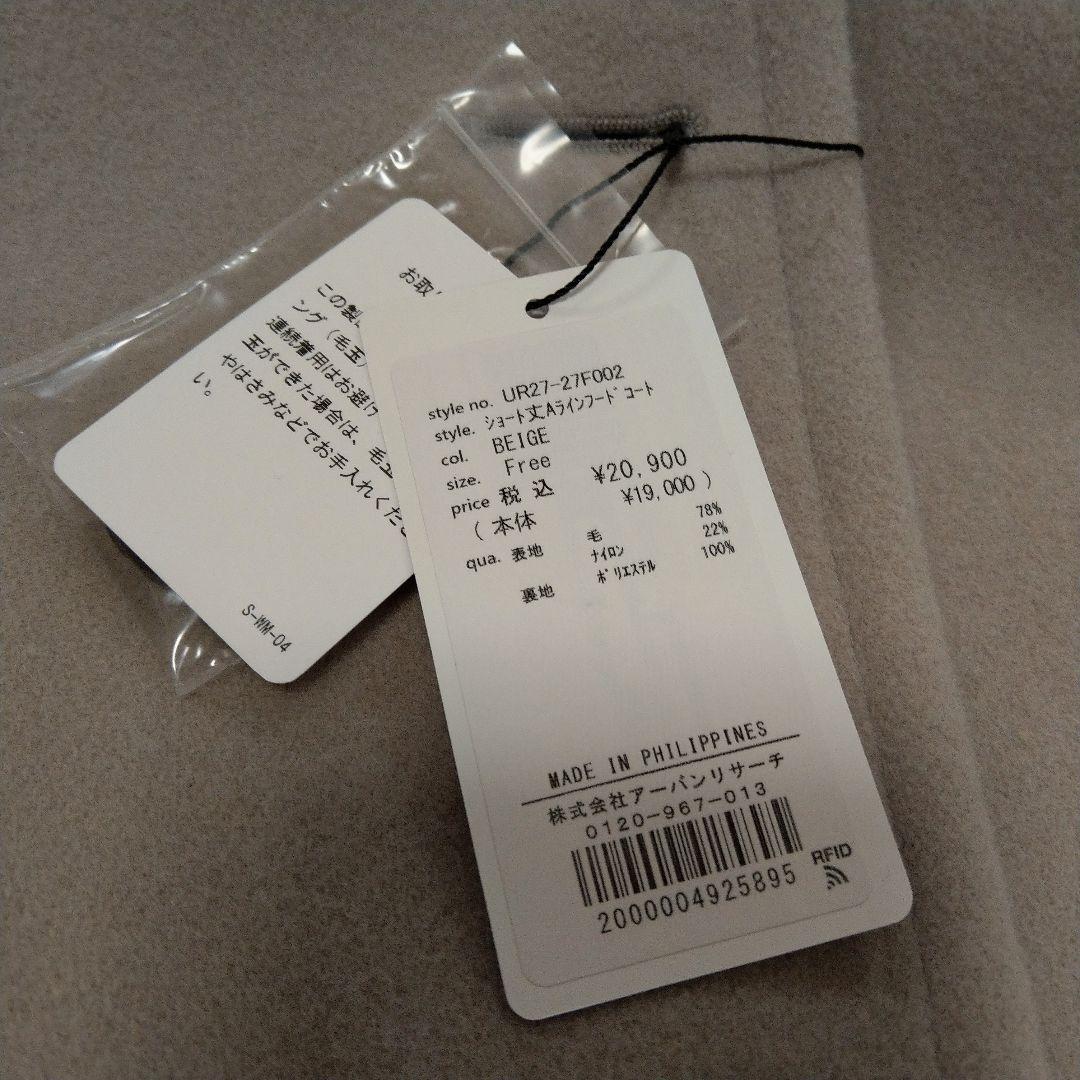 お取
この製
ング（毛玉）
連続着用はお避け
玉ができた場合は、毛玉
やはさみなどでお手入れくださ
い。
S-WM-04
style no. UR27-27F002
style. ショート丈Aラインフードコート
col. BEIGE
size. Free
price 税込 ¥20,900
(本体 ¥19,000)
qua. 表地 毛 78%
ナイロン 22%
裏地 ポリエステル 100%
MADE IN PHILIPPINES
株式会社アーバンリサーチ
0120-967-013
2000004925895
RFID